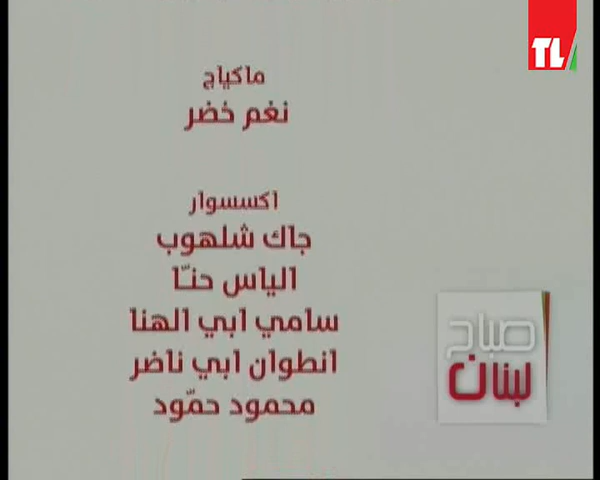 TL
ماكياج
نغم خضر
اكسسوار
جاك شلهوب
الياس حنّا
سامي ابي الهنا
انطوان ابي ناضر
محمود حمّود
صباح
لبنان